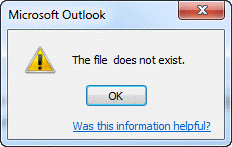 Microsoft Outlook
The file  does not exist.
OK
Was this information helpful?